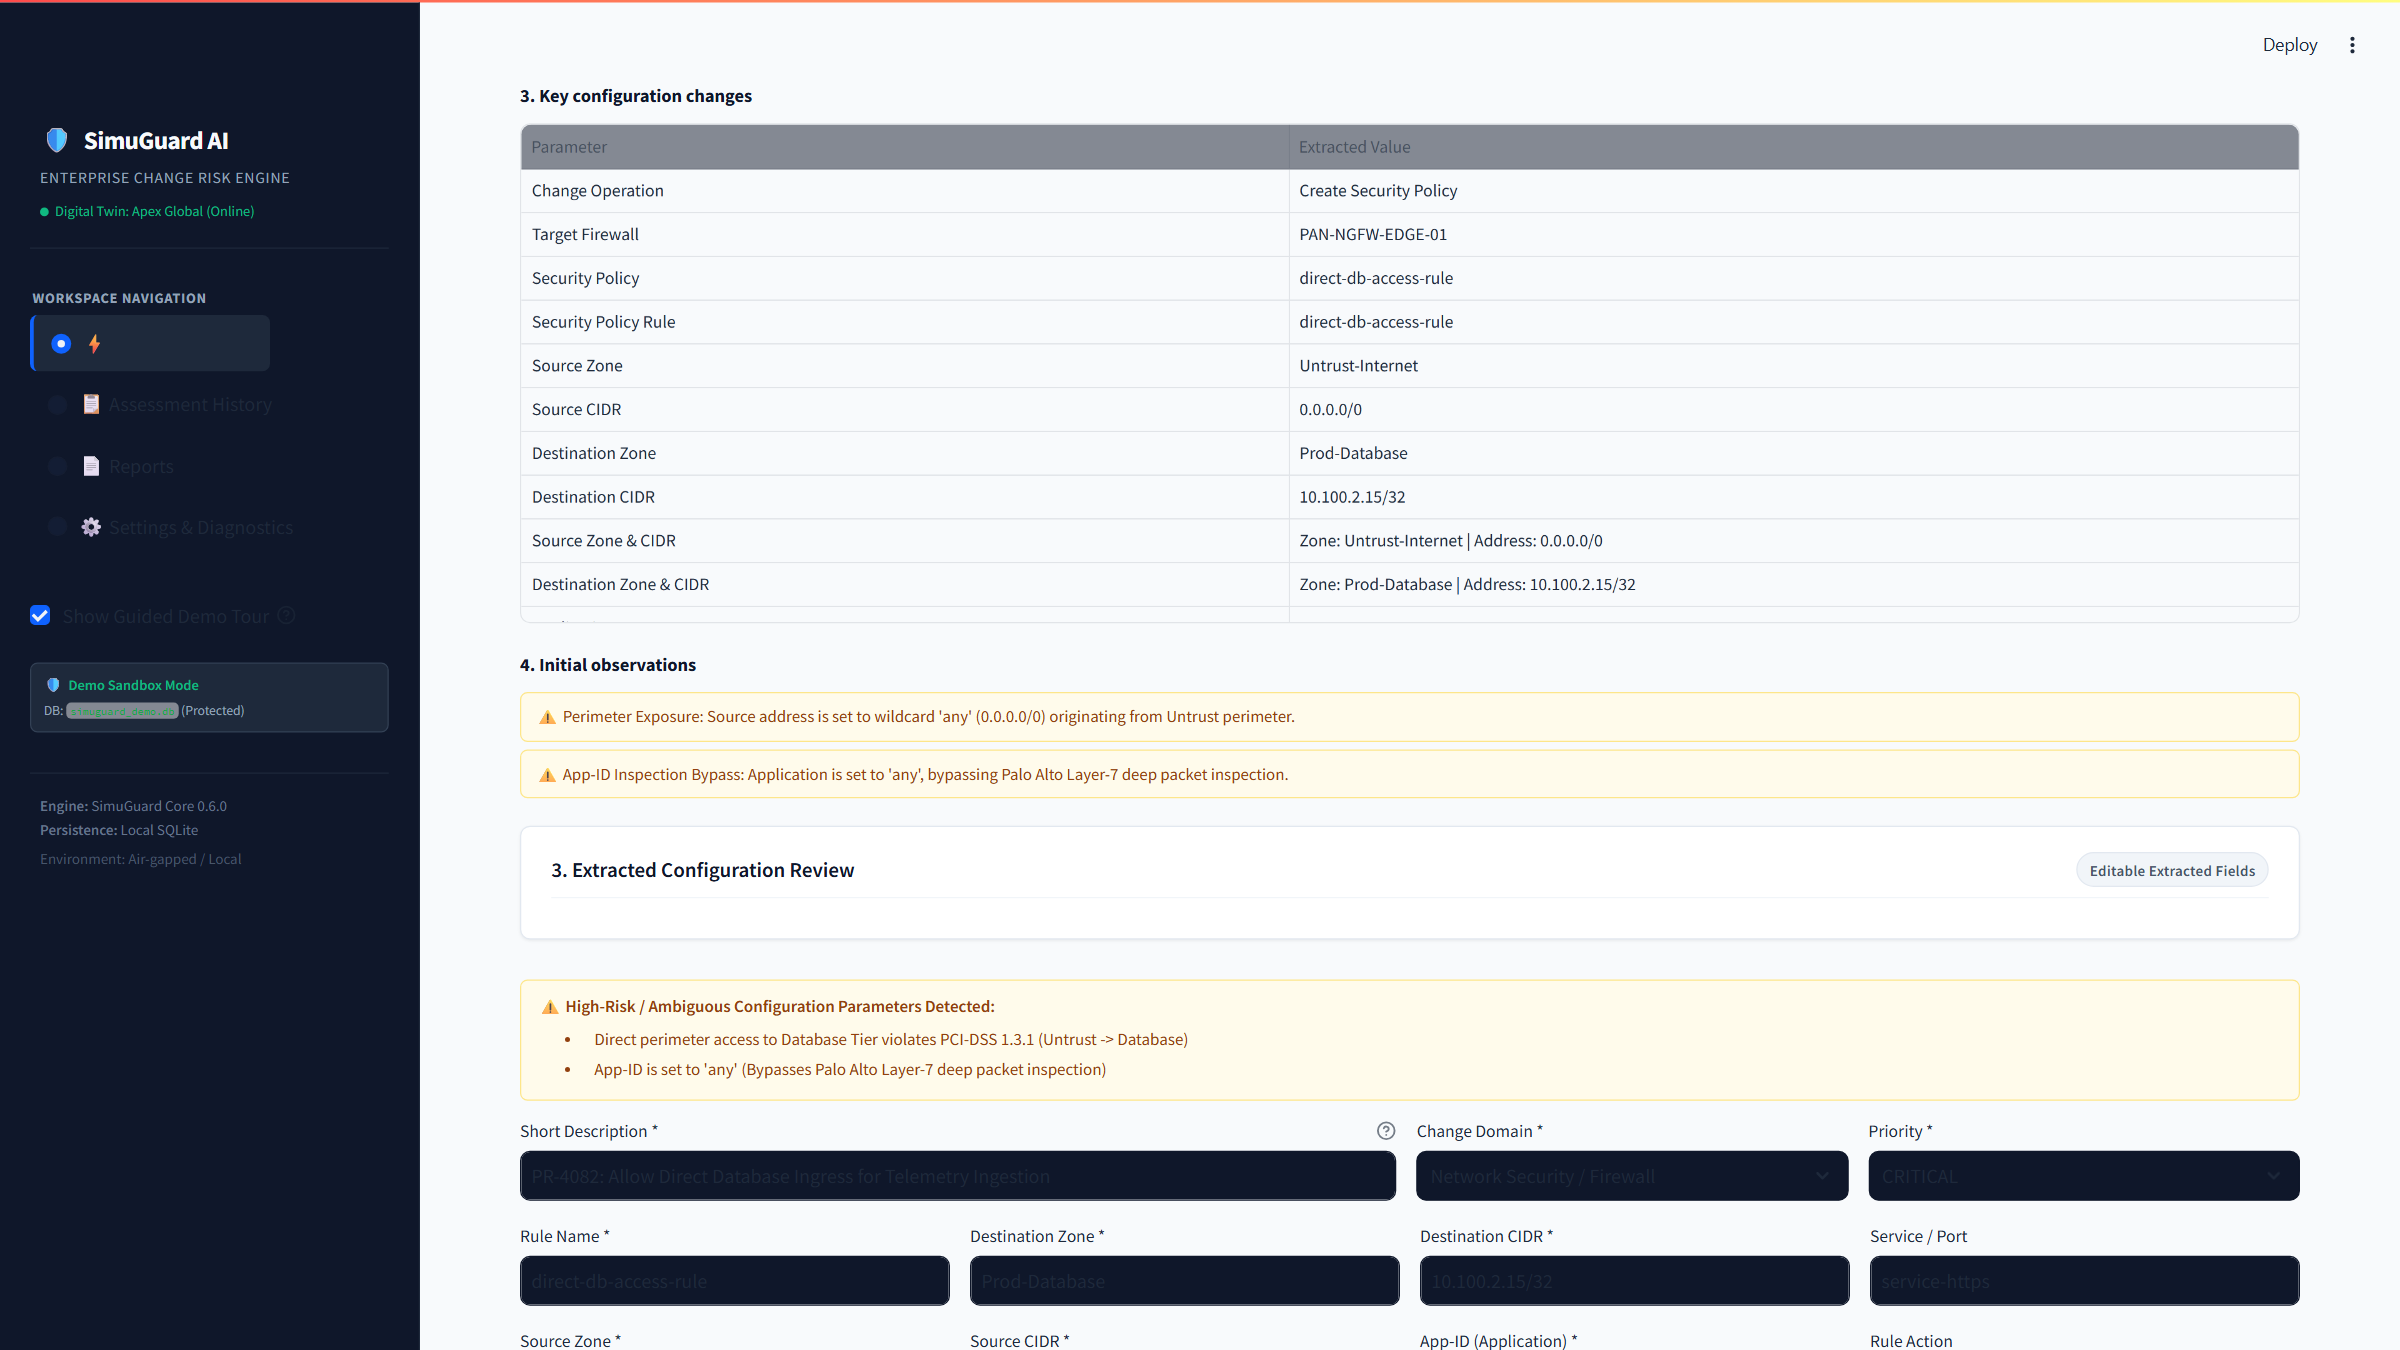 Deploy
SimuGuard AI
ENTERPRISE CHANGE RISK ENGINE
Digital Twin: Apex Global (Online)
WORKSPACE NAVIGATION
Assessment History
Reports
Settings & Diagnostics
Show Guided Demo Tour
Demo Sandbox Mode
DB: simuguard_demo.db (Protected)
Engine: SimuGuard Core 0.6.0
Persistence: Local SQLite
Environment: Air-gapped / Local
3. Key configuration changes
Parameter Extracted Value
Change Operation Create Security Policy
Target Firewall PAN-NGFW-EDGE-01
Security Policy direct-db-access-rule
Security Policy Rule direct-db-access-rule
Source Zone Untrust-Internet
Source CIDR 0.0.0.0/0
Destination Zone Prod-Database
Destination CIDR 10.100.2.15/32
Source Zone & CIDR Zone: Untrust-Internet | Address: 0.0.0.0/0
Destination Zone & CIDR Zone: Prod-Database | Address: 10.100.2.15/32
4. Initial observations
Perimeter Exposure: Source address is set to wildcard 'any' (0.0.0.0/0) originating from Untrust perimeter.
App-ID Inspection Bypass: Application is set to 'any', bypassing Palo Alto Layer-7 deep packet inspection.
3. Extracted Configuration Review
Editable Extracted Fields
High-Risk / Ambiguous Configuration Parameters Detected:
• Direct perimeter access to Database Tier violates PCI-DSS 1.3.1 (Untrust -> Database)
• App-ID is set to 'any' (Bypasses Palo Alto Layer-7 deep packet inspection)
Short Description * Change Domain * Priority *
PR-4082: Allow Direct Database Ingress for Telemetry Ingestion Network Security / Firewall CRITICAL
Rule Name * Destination Zone * Destination CIDR * Service / Port
direct-db-access-rule Prod-Database 10.100.2.15/32 service-https
Source Zone * Source CIDR * App-ID (Application) * Rule Action